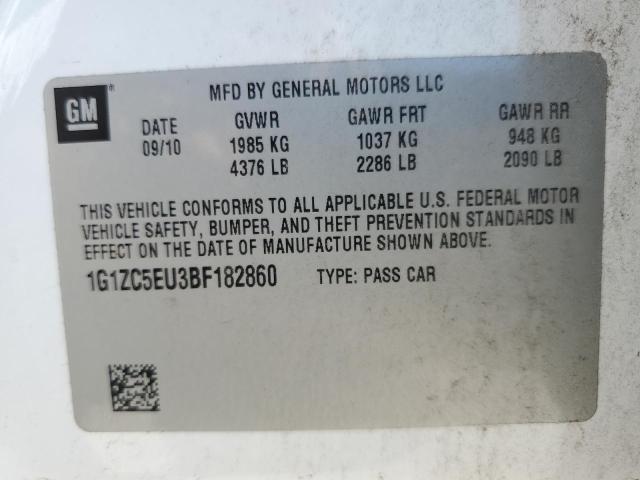 GM ®
MFD BY GENERAL MOTORS LLC
DATE GVWR GAWR FRT GAWR RR
09/10 1985 KG 1037 KG 948 KG
4376 LB 2286 LB 2090 LB
THIS VEHICLE CONFORMS TO ALL APPLICABLE U.S. FEDERAL MOTOR
VEHICLE SAFETY, BUMPER, AND THEFT PREVENTION STANDARDS IN
EFFECT ON THE DATE OF MANUFACTURE SHOWN ABOVE.
1G1ZC5EU3BF182860 TYPE: PASS CAR